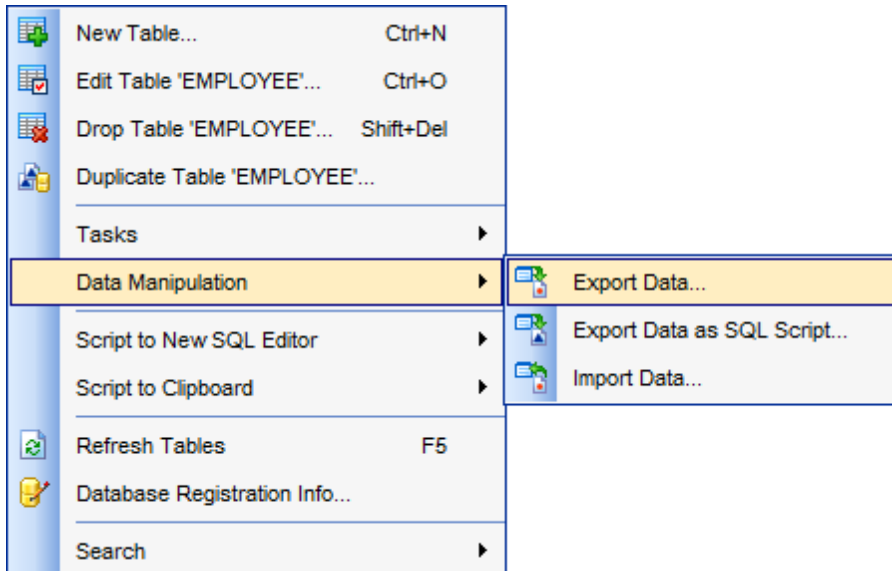 New Table... Ctrl+N
Edit Table 'EMPLOYEE'... Ctrl+O
Drop Table 'EMPLOYEE'... Shift+Del
Duplicate Table 'EMPLOYEE'...
Tasks
Data Manipulation
Export Data...
Export Data as SQL Script...
Import Data...
Script to New SQL Editor
Script to Clipboard
Refresh Tables F5
Database Registration Info...
Search